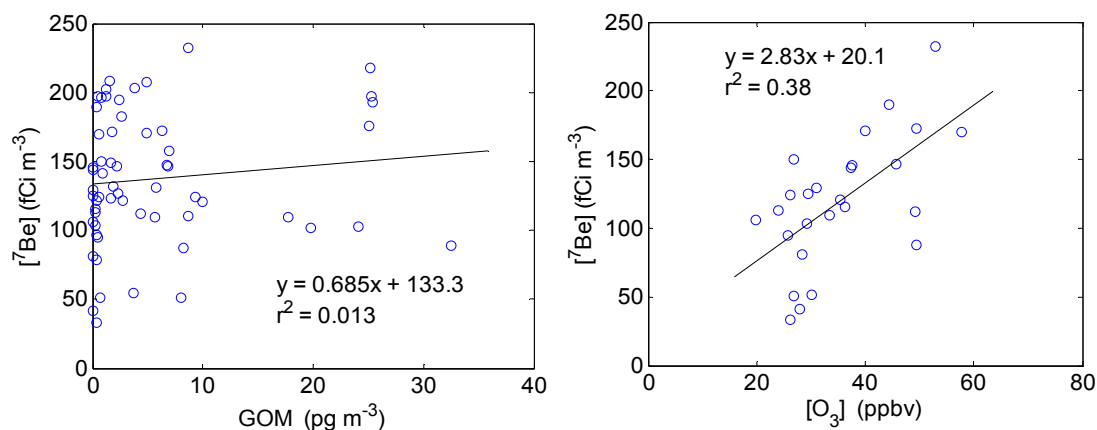 250
200
150
100
50
0
[⁷Be] (fCi m⁻³)
y = 0.685x + 133.3
r² = 0.013
0 10 20 30 40
GOM (pg m⁻³)
250
200
150
100
50
0
[⁷Be] (fCi m⁻³)
y = 2.83x + 20.1
r² = 0.38
0 20 40 60 80
[O₃] (ppbv)